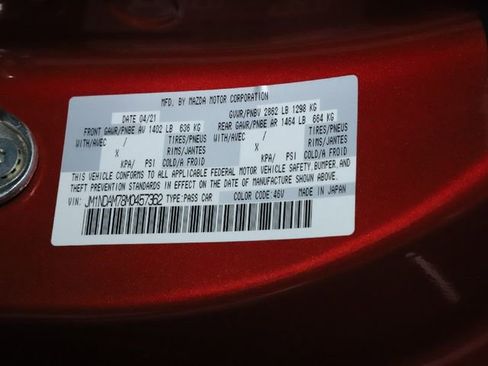 MFD. BY MAZDA MOTOR CORPORATION
DATE 04/21 GVWR/PNBV 2862 LB 1298 KG
FRONT GAWR/PNBE AV 1402 LB 636 KG REAR GAWR/PNBE AR 1464 LB 664 KG
WITH/AVEC TIRES/PNEUS WITH/AVEC TIRES/PNEUS
X RIMS/JANTES X RIMS/JANTES
KPA/ PSI COLD/A FROID KPA/ PSI COLD/A FROID
THIS VEHICLE CONFORMS TO ALL APPLICABLE FEDERAL MOTOR VEHICLE SAFETY,BUMPER,AND
THEFT PREVENTION STANDARDS IN EFFECT ON THE DATE OF MANUFACTURE SHOWN ABOVE.
VIN: JM1NDAM78M0457362 TYPE:PASS CAR COLOR CODE:46V MADE IN JAPAN